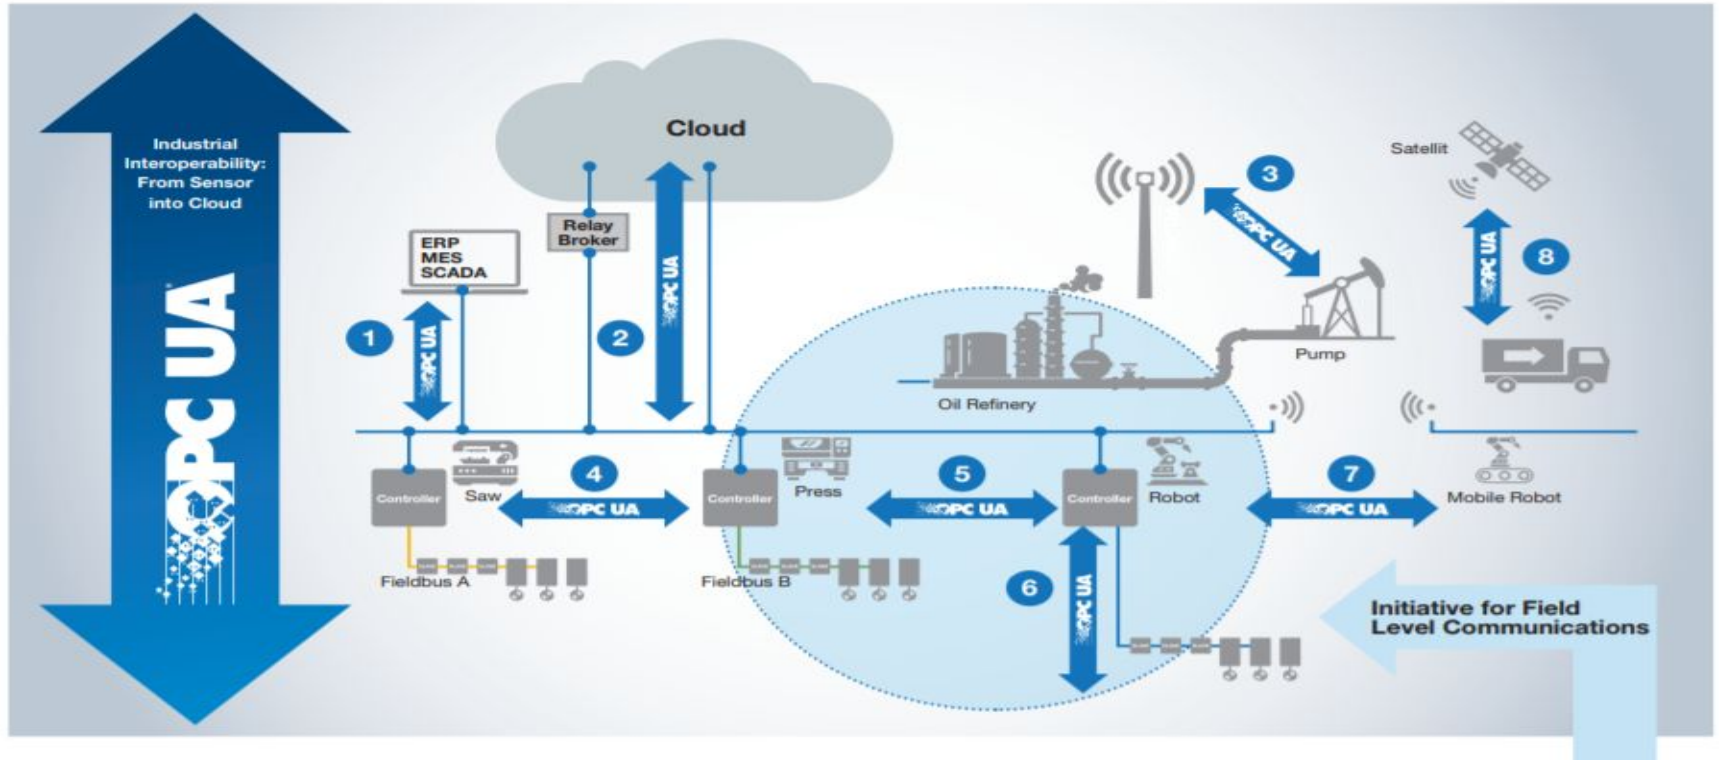 Industrial
Interoperability:
From Sensor
into Cloud
OPC UA
Cloud
Relay
Broker
ERP
MES
SCADA
1
OPC UA
2
OPC UA
3
OPC UA
Satellit
8
OPC UA
Pump
Oil Refinery
Controller
Saw
4
OPC UA
Controller
Press
5
OPC UA
Controller
Robot
7
OPC UA
Mobile Robot
Fieldbus A
Fieldbus B
6
OPC UA
Initiative for Field
Level Communications